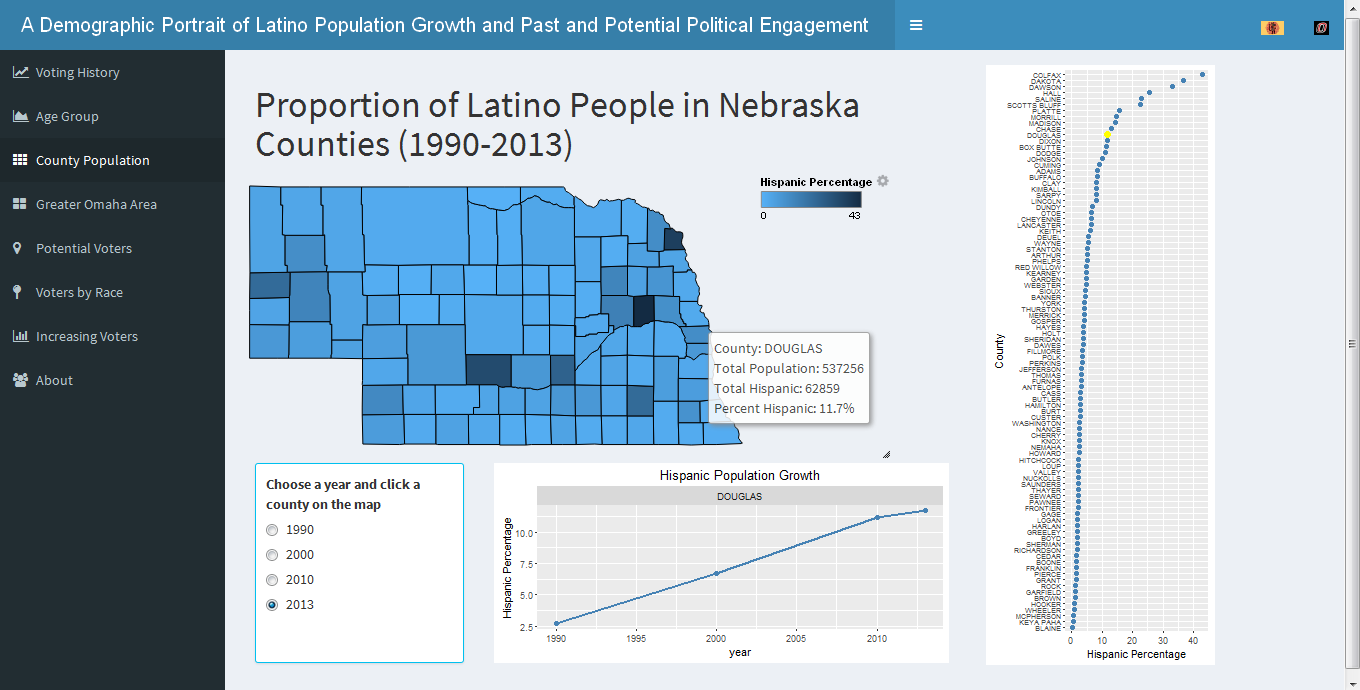 A Demographic Portrait of Latino Population Growth and Past and Potential Political Engagement
Voting History
Age Group
County Population
Greater Omaha Area
Potential Voters
Voters by Race
Increasing Voters
About
Proportion of Latino People in Nebraska
Counties (1990-2013)
Hispanic Percentage
0 43
County: DOUGLAS
Total Population: 537256
Total Hispanic: 62859
Percent Hispanic: 11.7%
Choose a year and click a
county on the map
1990
2000
2010
2013
Hispanic Population Growth
DOUGLAS
Hispanic Percentage
10.0
7.5
5.0
2.5
1990 1995 2000 2005 2010
year
County
COLFAX
DAKOTA
DAWSON
HALL
SALINE
SCOTTS BLUFF
PLATTE
MORRILL
MADISON
CHASE
DOUGLAS
DIXON
BOX BUTTE
DODGE
JOHNSON
CUMING
ADAMS
BUFFALO
CLAY
KIMBALL
SARPY
LINCOLN
DUNDY
OTOE
CHEYENNE
LANCASTER
KEITH
DEUEL
WAYNE
STANTON
ARTHUR
PHELPS
RED WILLOW
KEARNEY
GARDEN
WEBSTER
SIOUX
BANNER
YORK
THURSTON
MERRICK
GOSPER
HAYES
HOLT
SHERIDAN
DAWES
FILLMORE
POLK
PERKINS
JEFFERSON
THOMAS
FURNAS
ANTELOPE
CASS
BUTLER
HAMILTON
BURT
CUSTER
WASHINGTON
NANCE
CHERRY
KNOX
NEMAHA
HOWARD
HITCHCOCK
LOUP
VALLEY
NUCKOLLS
SAUNDERS
THAYER
SEWARD
PAWNEE
FRONTIER
GAGE
LOGAN
HARLAN
GREELEY
BOYD
SHERMAN
RICHARDSON
CEDAR
BOONE
FRANKLIN
PIERCE
GRANT
ROCK
GARFIELD
BROWN
HOOKER
WHEELER
MCPHERSON
KEYA PAHA
BLAINE
0 10 20 30 40
Hispanic Percentage